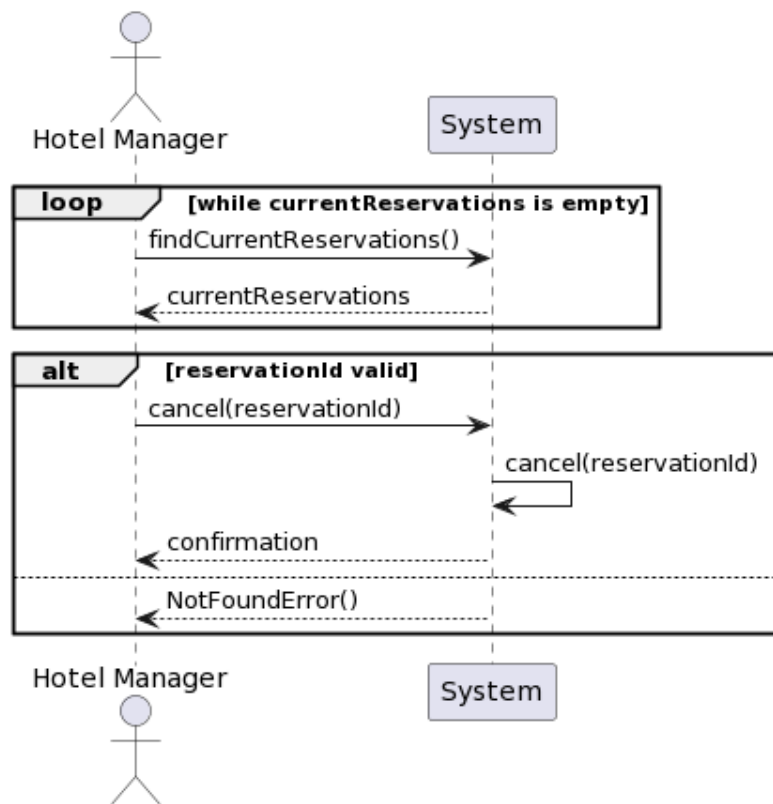 Hotel Manager
System
loop [while currentReservations is empty]
findCurrentReservations()
currentReservations
alt [reservationId valid]
cancel(reservationId)
cancel(reservationId)
confirmation
NotFoundError()
Hotel Manager
System